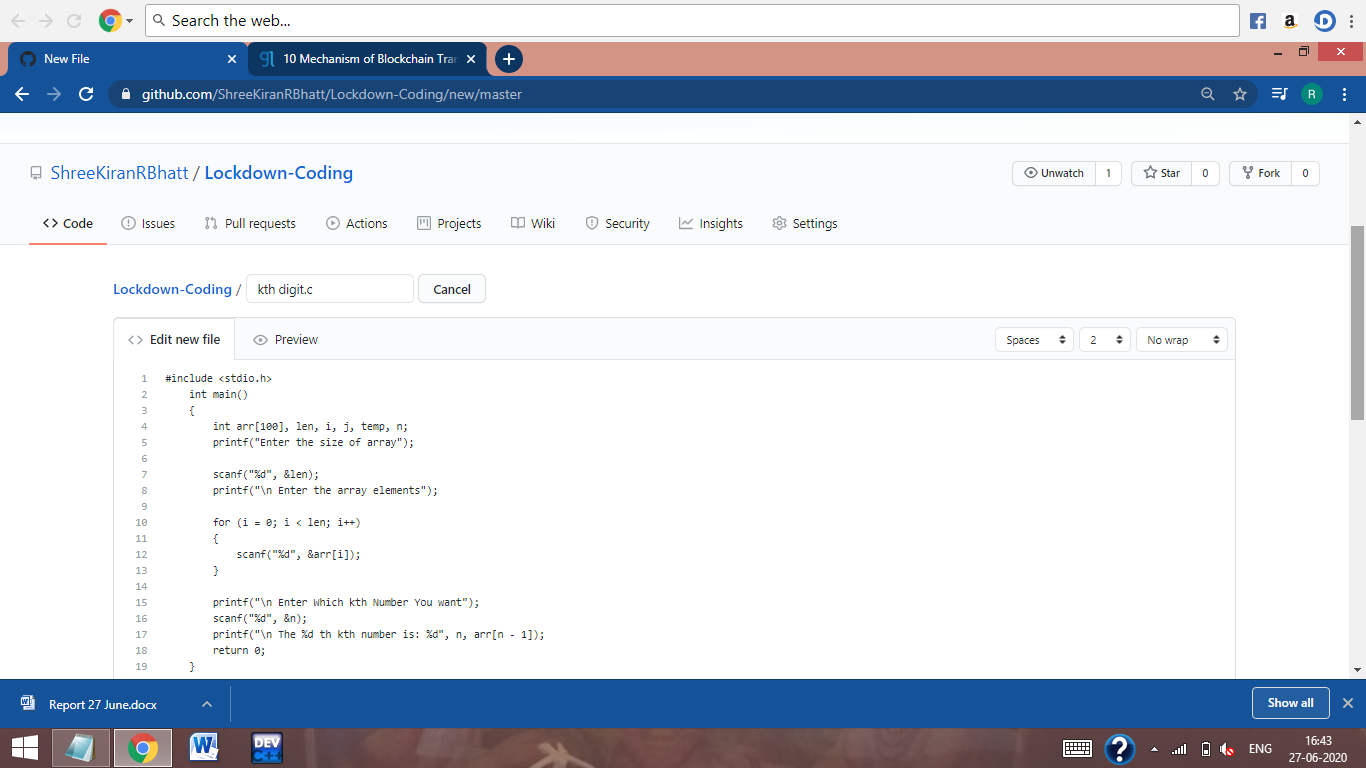 Search the web...
New File
10 Mechanism of Blockchain Tra
github.com/ShreeKiranRBhatt/Lockdown-Coding/new/master
R
ShreeKiranRBhatt / Lockdown-Coding
Unwatch 1 Star 0 Fork 0
<> Code Issues Pull requests Actions Projects Wiki Security Insights Settings
Lockdown-Coding / kth digit.c Cancel
<> Edit new file Preview Spaces 2 No wrap
1 #include <stdio.h>
2 int main()
3 {
4 int arr[100], len, i, j, temp, n;
5 printf("Enter the size of array");
6
7 scanf("%d", &len);
8 printf("\n Enter the array elements");
9
10 for (i = 0; i < len; i++)
11 {
12 scanf("%d", &arr[i]);
13 }
14
15 printf("\n Enter Which kth Number You want");
16 scanf("%d", &n);
17 printf("\n The %d th kth number is: %d", n, arr[n - 1]);
18 return 0;
19 }
Report 27 June.docx
Show all
DEV C++
ENG
16:43
27-06-2020